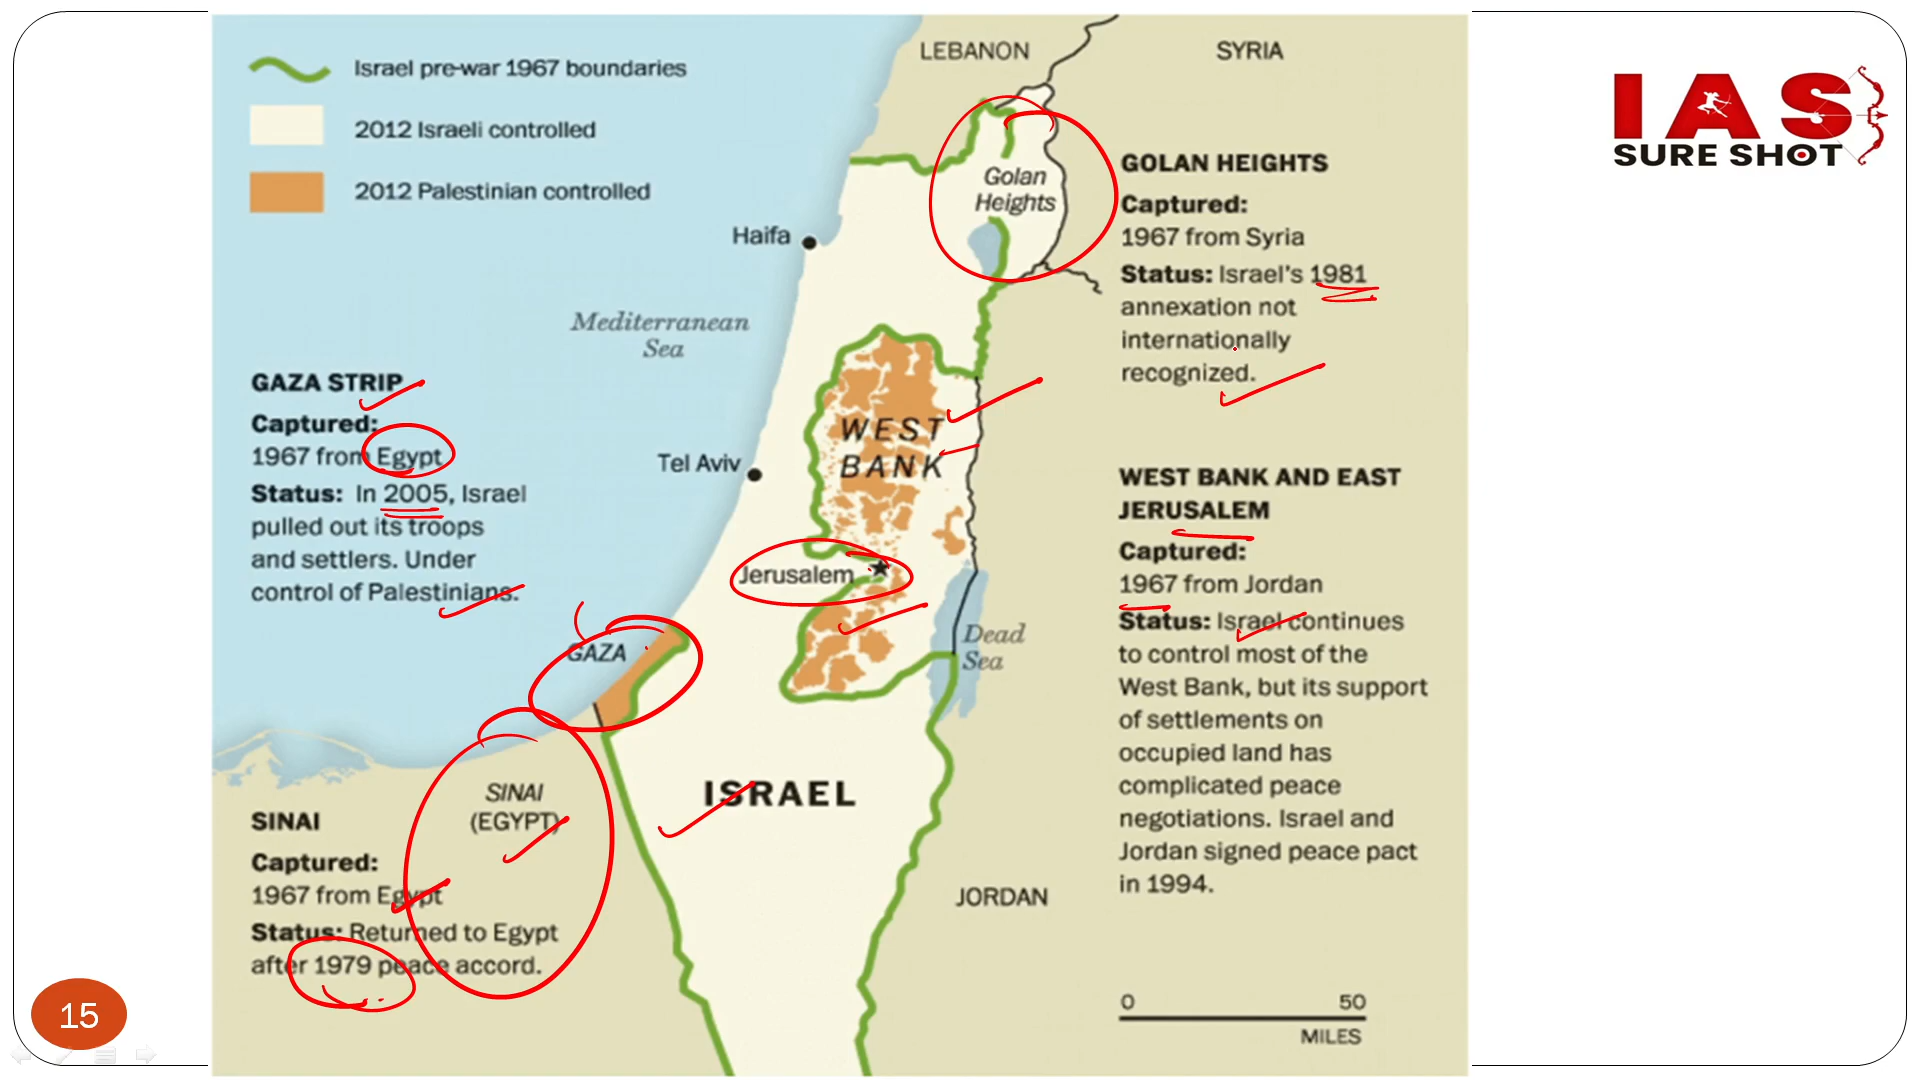 Israel pre-war 1967 boundaries
2012 Israeli controlled
2012 Palestinian controlled
LEBANON
SYRIA
IAS
SURE SHOT
Golan
Heights
GOLAN HEIGHTS
Captured:
1967 from Syria
Status: Israel's 1981
annexation not
internationally
recognized.
Haifa
Mediterranean
Sea
GAZA STRIP
Captured:
1967 from Egypt
Status: In 2005, Israel
pulled out its troops
and settlers. Under
control of Palestinians.
Tel Aviv
WEST
BANK
WEST BANK AND EAST
JERUSALEM
Captured:
1967 from Jordan
Status: Israel continues
to control most of the
West Bank, but its support
of settlements on
occupied land has
complicated peace
negotiations. Israel and
Jordan signed peace pact
in 1994.
Jerusalem
Dead
Sea
GAZA
SINAI
(EGYPT)
ISRAEL
SINAI
Captured:
1967 from Egypt
Status: Returned to Egypt
after 1979 peace accord.
JORDAN
0 50
MILES
15